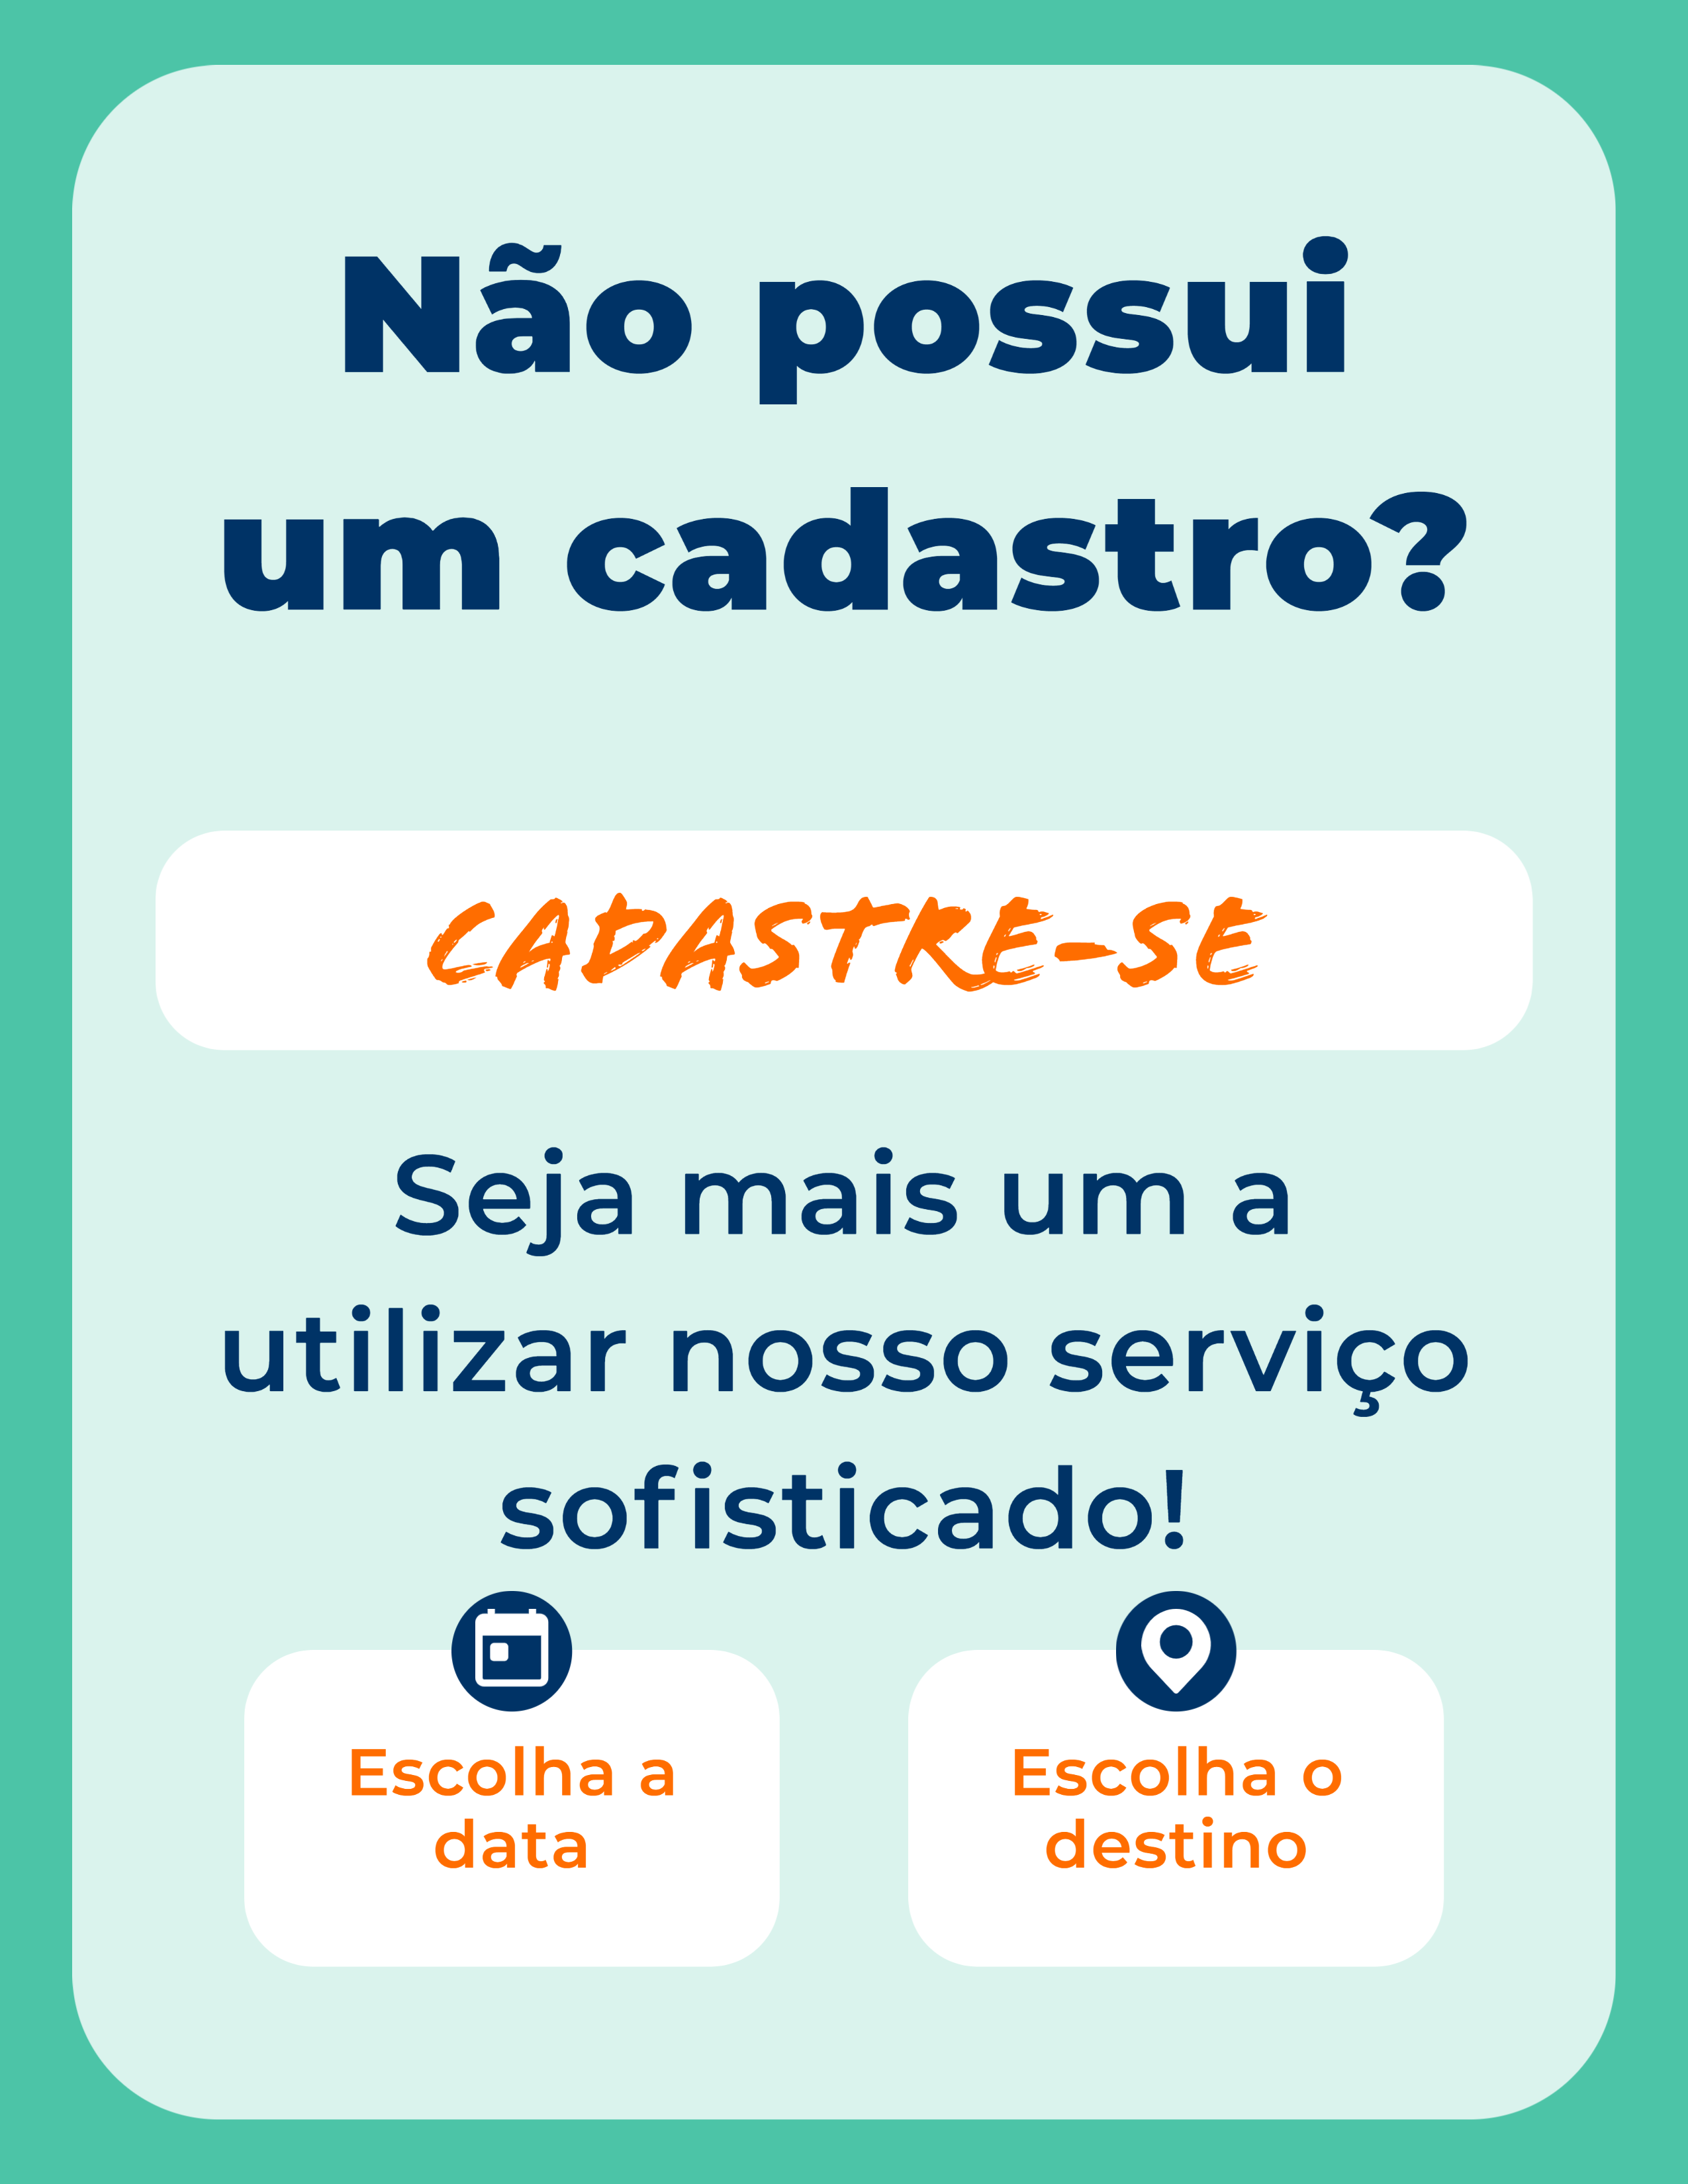 Não possui
um cadastro?
CADASTRE-SE
Seja mais um a
utilizar nosso serviço
sofisticado!
Escolha a
data
Escolha o
destino